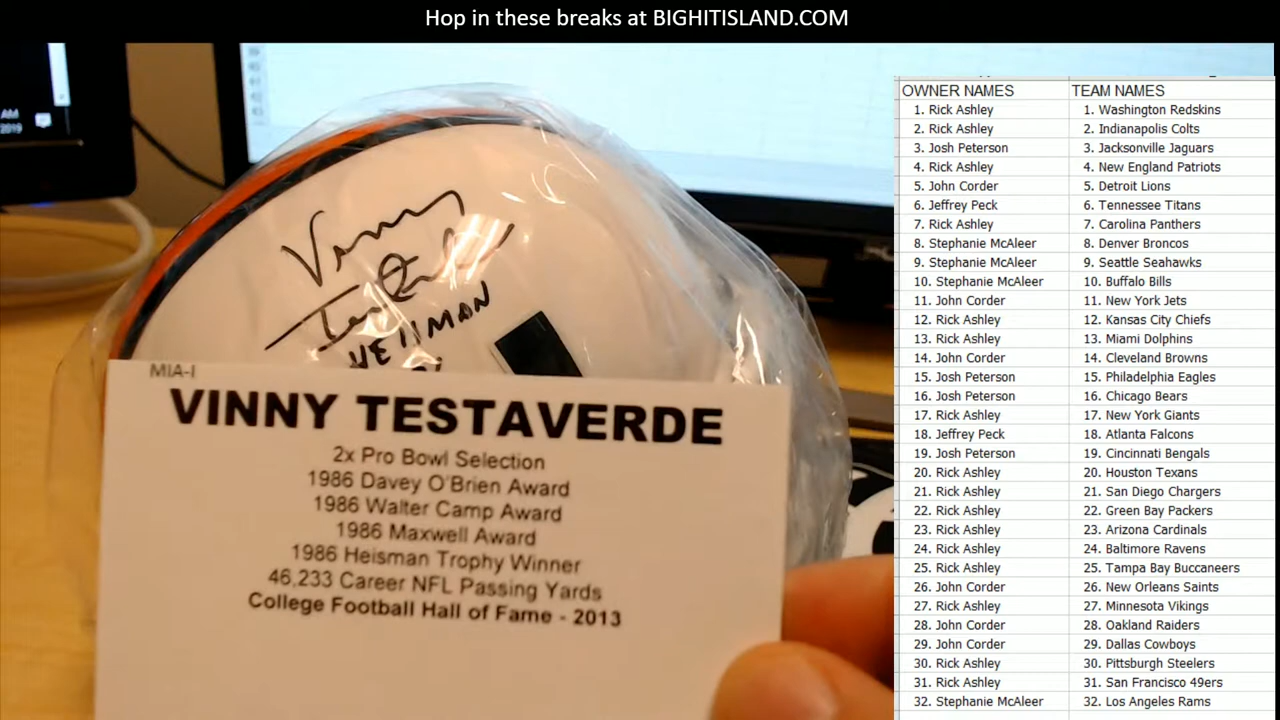 Hop in these breaks at BIGHITISLAND.COM
AM
2019
Vinny
HEISMAN
MIA-I
VINNY TESTAVERDE
2x Pro Bowl Selection
1986 Davey O'Brien Award
1986 Walter Camp Award
1986 Maxwell Award
1986 Heisman Trophy Winner
46,233 Career NFL Passing Yards
College Football Hall of Fame - 2013
OWNER NAMES TEAM NAMES
1. Rick Ashley 1. Washington Redskins
2. Rick Ashley 2. Indianapolis Colts
3. Josh Peterson 3. Jacksonville Jaguars
4. Rick Ashley 4. New England Patriots
5. John Corder 5. Detroit Lions
6. Jeffrey Peck 6. Tennessee Titans
7. Rick Ashley 7. Carolina Panthers
8. Stephanie McAleer 8. Denver Broncos
9. Stephanie McAleer 9. Seattle Seahawks
10. Stephanie McAleer 10. Buffalo Bills
11. John Corder 11. New York Jets
12. Rick Ashley 12. Kansas City Chiefs
13. Rick Ashley 13. Miami Dolphins
14. John Corder 14. Cleveland Browns
15. Josh Peterson 15. Philadelphia Eagles
16. Josh Peterson 16. Chicago Bears
17. Rick Ashley 17. New York Giants
18. Jeffrey Peck 18. Atlanta Falcons
19. Josh Peterson 19. Cincinnati Bengals
20. Rick Ashley 20. Houston Texans
21. Rick Ashley 21. San Diego Chargers
22. Rick Ashley 22. Green Bay Packers
23. Rick Ashley 23. Arizona Cardinals
24. Rick Ashley 24. Baltimore Ravens
25. Rick Ashley 25. Tampa Bay Buccaneers
26. John Corder 26. New Orleans Saints
27. Rick Ashley 27. Minnesota Vikings
28. John Corder 28. Oakland Raiders
29. John Corder 29. Dallas Cowboys
30. Rick Ashley 30. Pittsburgh Steelers
31. Rick Ashley 31. San Francisco 49ers
32. Stephanie McAleer 32. Los Angeles Rams